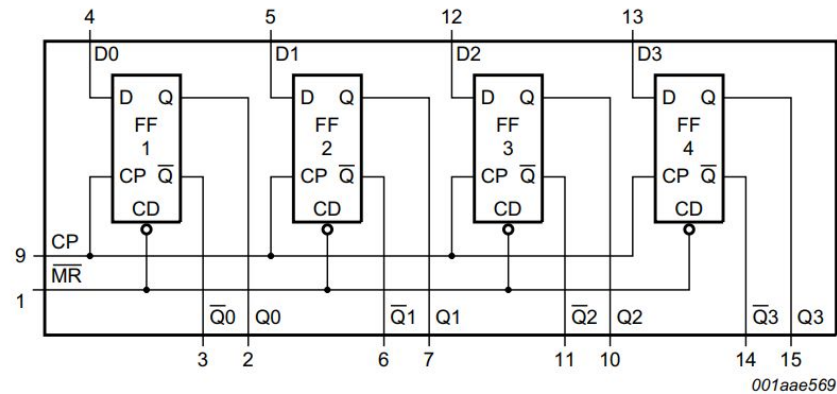 4 5 12 13
D0 D1 D2 D3
D Q D Q D Q D Q
FF FF FF FF
1 2 3 4
CP Q̅ CP Q̅ CP Q̅ CP Q̅
CD CD CD CD
9 CP
1 M̅R̅
Q̅0 Q0 Q̅1 Q1 Q̅2 Q2 Q̅3 Q3
3 2 6 7 11 10 14 15
001aae569